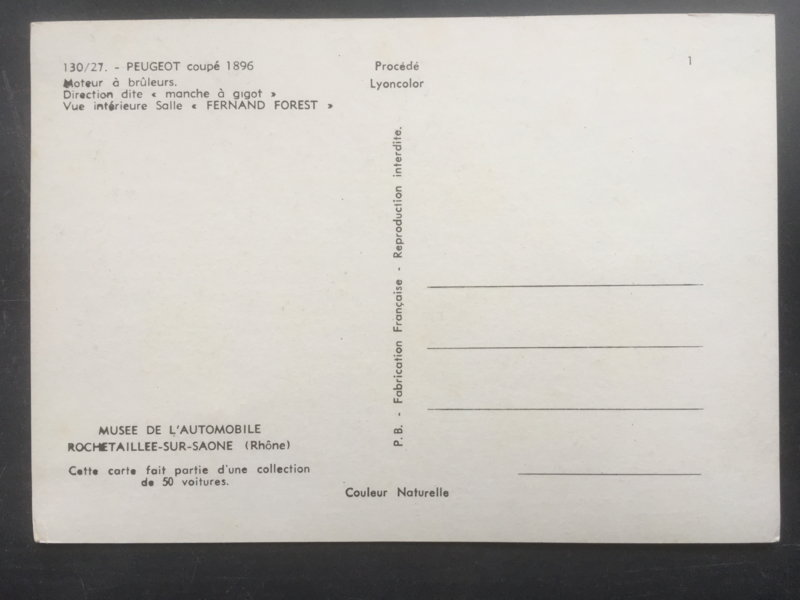 130/27. - PEUGEOT coupé 1896
Moteur à brûleurs.
Direction dite « manche à gigot »
Vue intérieure Salle « FERNAND FOREST »
Procédé
Lyoncolor
1
P.B. - Fabrication Française - Reproduction interdite.
MUSEE DE L'AUTOMOBILE
ROCHETAILLEE-SUR-SAONE (Rhône)
Cette carte fait partie d'une collection
de 50 voitures.
Couleur Naturelle